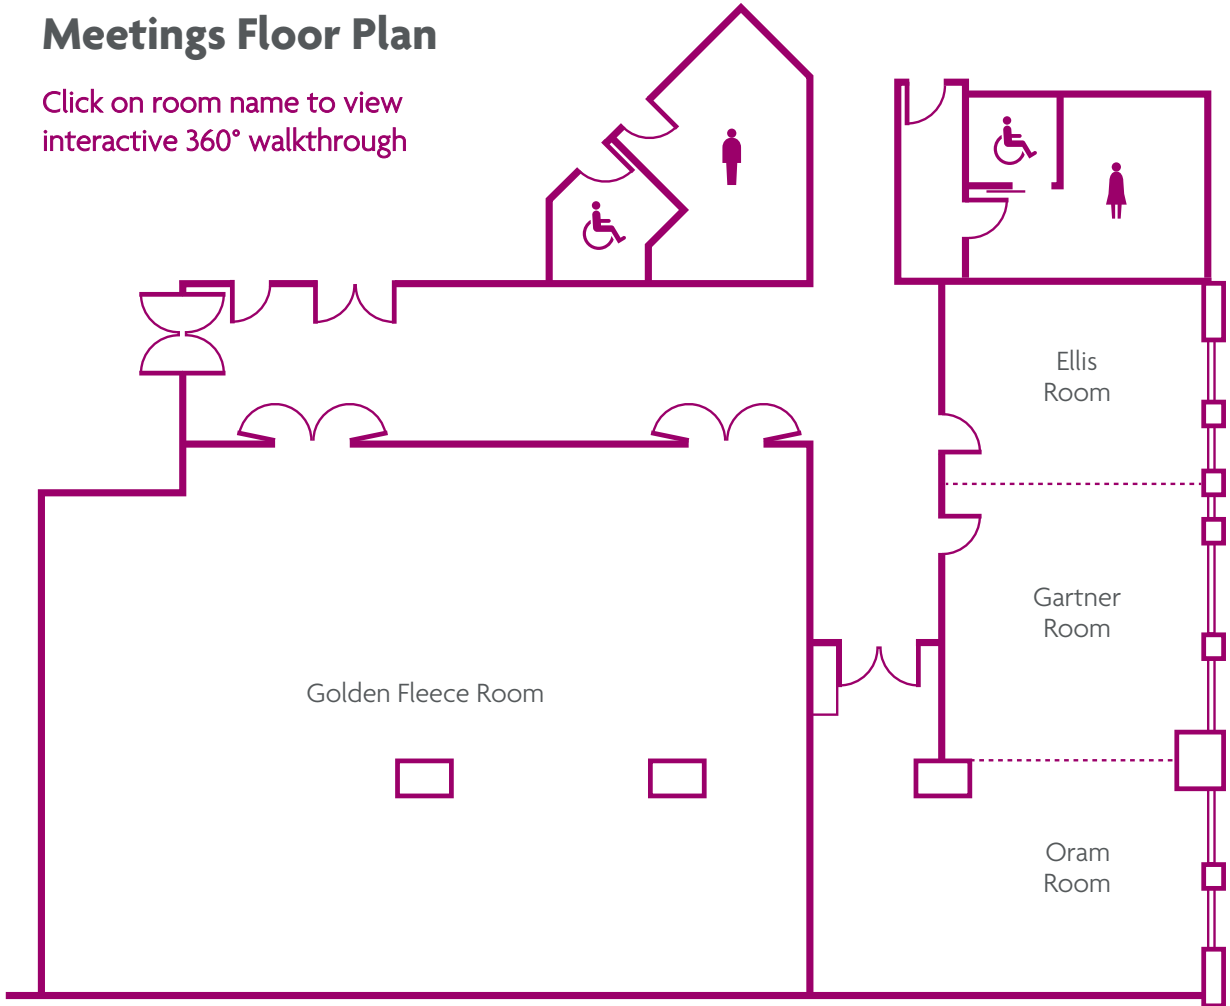 Meetings Floor Plan
Click on room name to view
interactive 360° walkthrough
Ellis
Room
Gartner
Room
Golden Fleece Room
Oram
Room